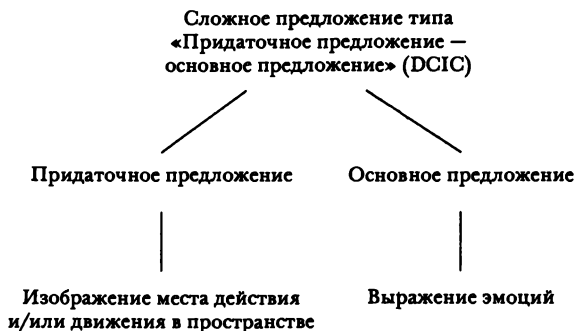 Сложное предложение типа
«Придаточное предложение —
основное предложение» (DCIC)
Придаточное предложение
Основное предложение
Изображение места действия
и/или движения в пространстве
Выражение эмоций